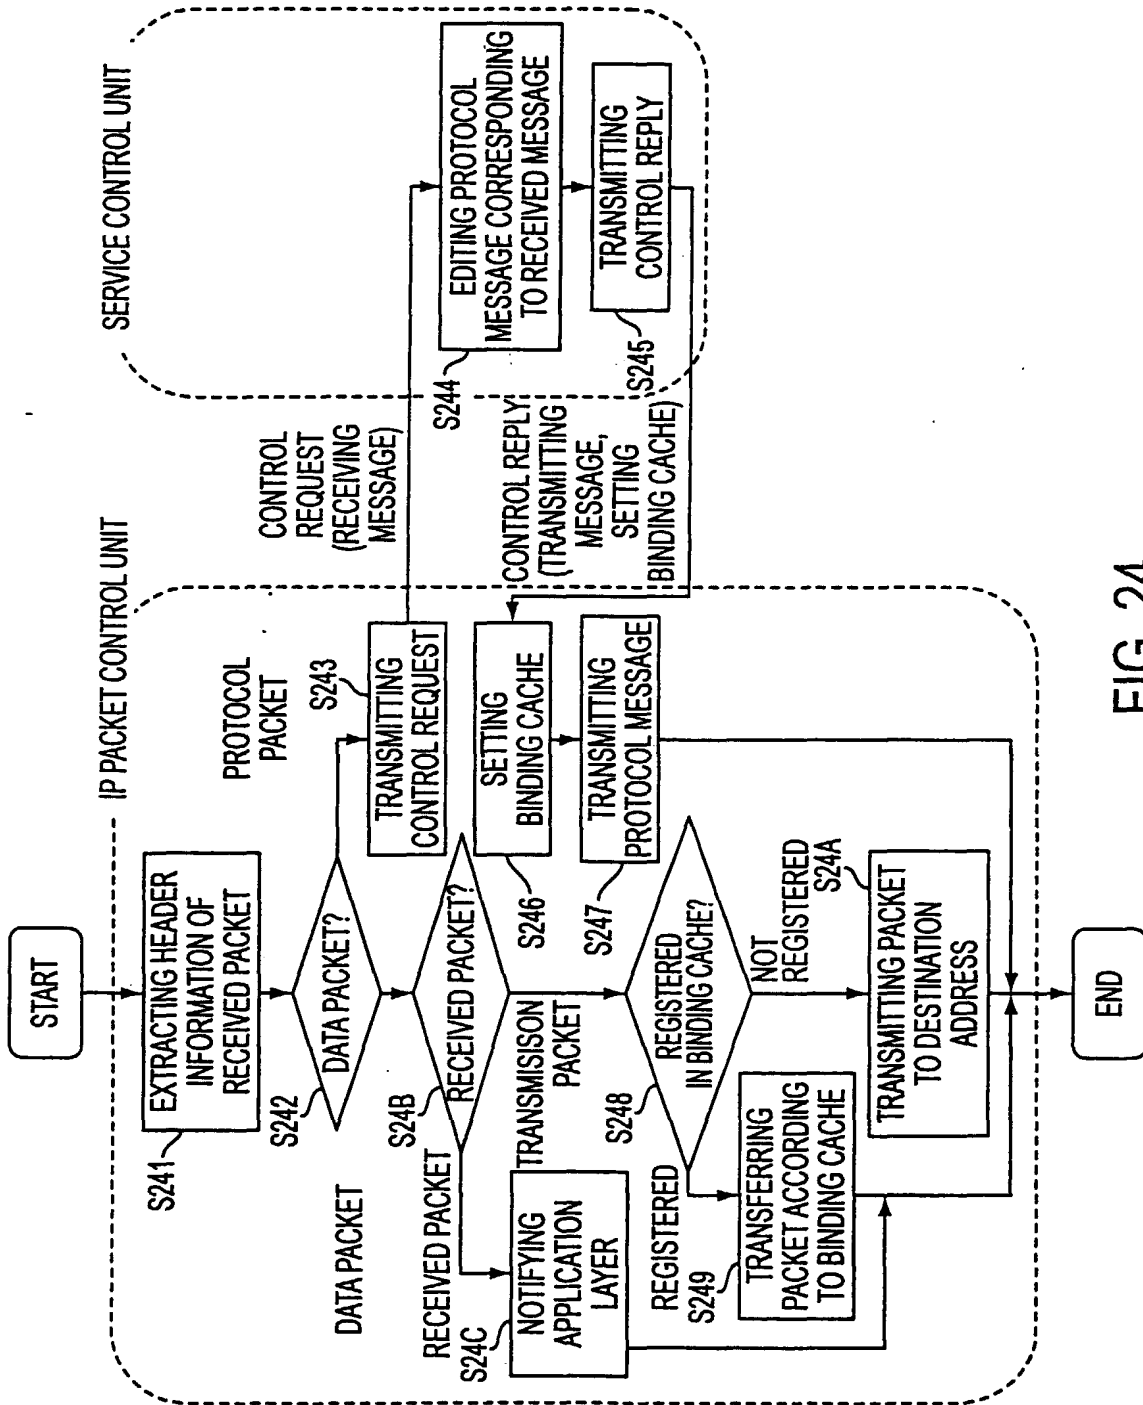 START
IP PACKET CONTROL UNIT
SERVICE CONTROL UNIT
EXTRACTING HEADER
INFORMATION OF
RECEIVED PACKET
S241
DATA PACKET?
S242
PROTOCOL
PACKET
DATA PACKET
S243
TRANSMITTING
CONTROL REQUEST
CONTROL
REQUEST
(RECEIVING
MESSAGE)
EDITING PROTOCOL
MESSAGE CORRESPONDING
TO RECEIVED MESSAGE
S244
TRANSMITTING
CONTROL REPLY
S245
CONTROL REPLY
(TRANSMITTING
MESSAGE,
SETTING
BINDING CACHE)
SETTING
BINDING CACHE
S246
TRANSMITTING
PROTOCOL MESSAGE
S247
RECEIVED PACKET?
S24B
RECEIVED PACKET
TRANSMISISON
PACKET
S24C
NOTIFYING
APPLICATION
LAYER
REGISTERED
IN BINDING CACHE?
S248
REGISTERED
NOT
REGISTERED
S249
TRANSFERRING
PACKET ACCORDING
TO BINDING CACHE
S24A
TRANSMITTING PACKET
TO DESTINATION
ADDRESS
END
FIG. 24